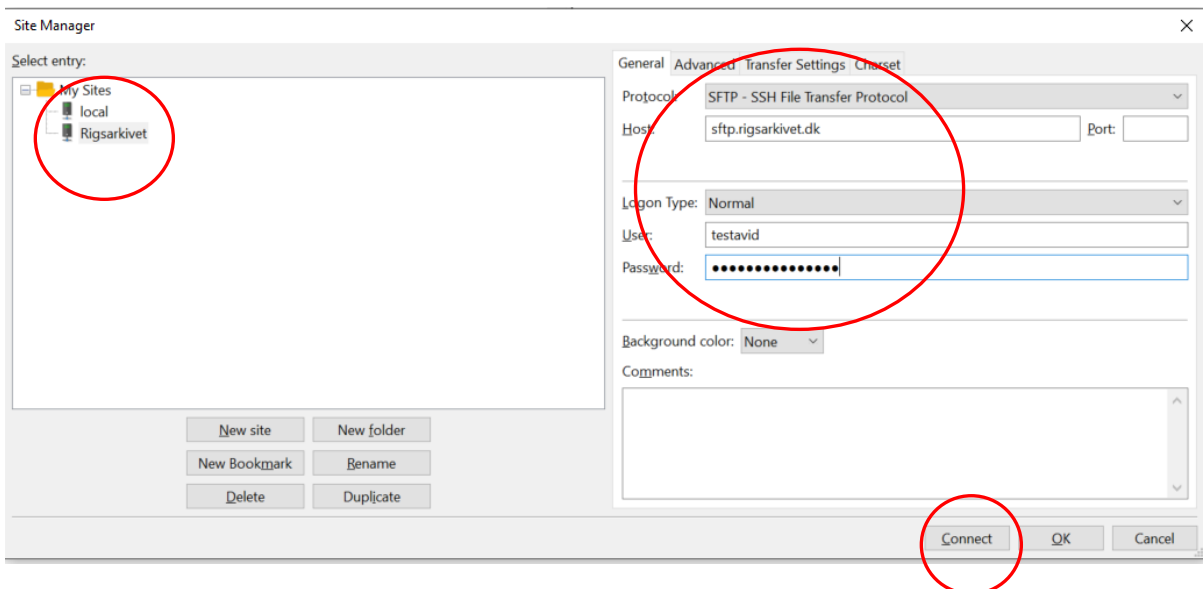 Site Manager
Select entry:
My Sites
local
Rigsarkivet
New site New folder
New Bookmark Rename
Delete Duplicate
General Advanced Transfer Settings Charset
Protocol: SFTP - SSH File Transfer Protocol
Host: sftp.rigsarkivet.dk Port:
Logon Type: Normal
User: testavid
Password: ●●●●●●●●●●●●●●●
Background color: None
Comments:
Connect OK Cancel